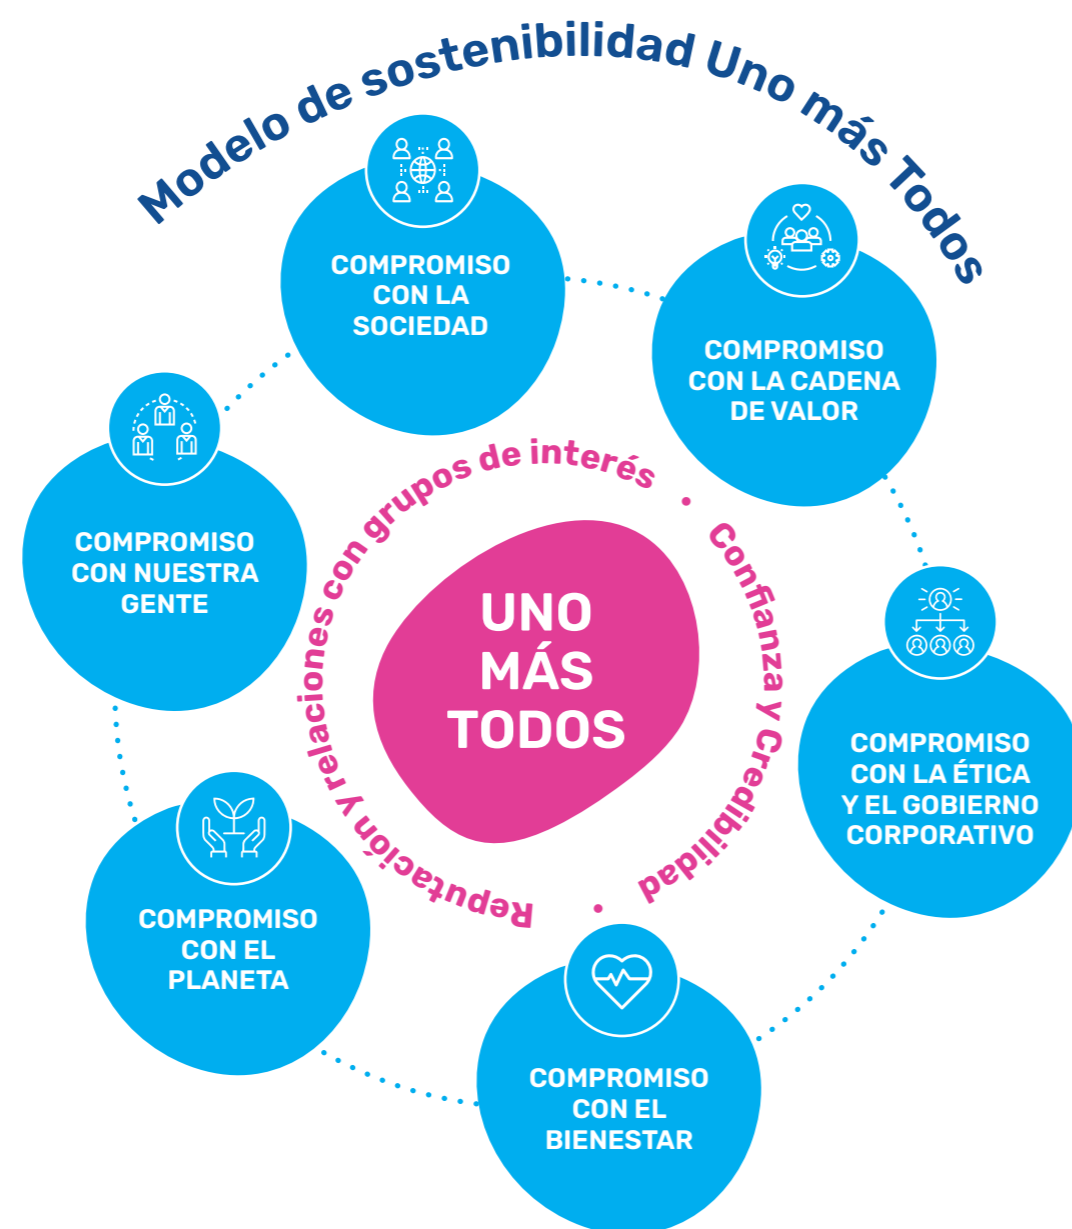 Modelo de sostenibilidad Uno más Todos
COMPROMISO
CON LA
SOCIEDAD
COMPROMISO
CON LA CADENA
DE VALOR
COMPROMISO
CON NUESTRA
GENTE
Reputación y relaciones con grupos de interés •
Confianza y Credibilidad •
UNO
MÁS
TODOS
COMPROMISO
CON LA ÉTICA
Y EL GOBIERNO
CORPORATIVO
COMPROMISO
CON EL
PLANETA
COMPROMISO
CON EL
BIENESTAR